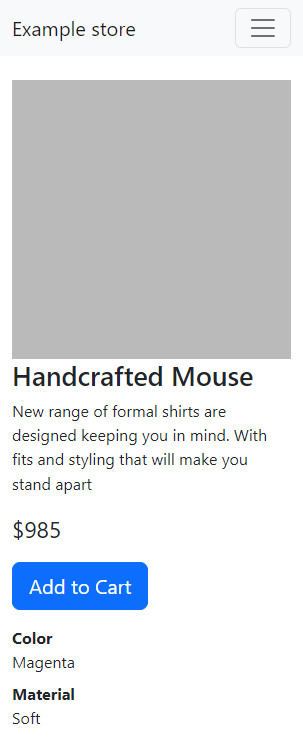 Example store
Handcrafted Mouse
New range of formal shirts are
designed keeping you in mind. With
fits and styling that will make you
stand apart
$985
Add to Cart
Color
Magenta
Material
Soft